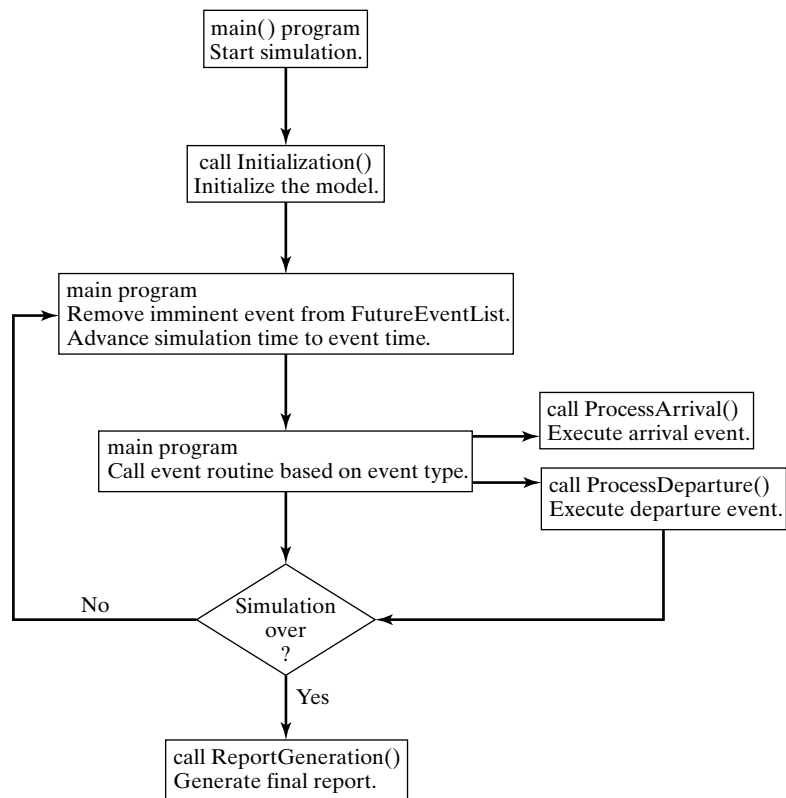 main() program
Start simulation.
call Initialization()
Initialize the model.
main program
Remove imminent event from FutureEventList.
Advance simulation time to event time.
main program
Call event routine based on event type.
call ProcessArrival()
Execute arrival event.
call ProcessDeparture()
Execute departure event.
No
Simulation
over
?
Yes
call ReportGeneration()
Generate final report.